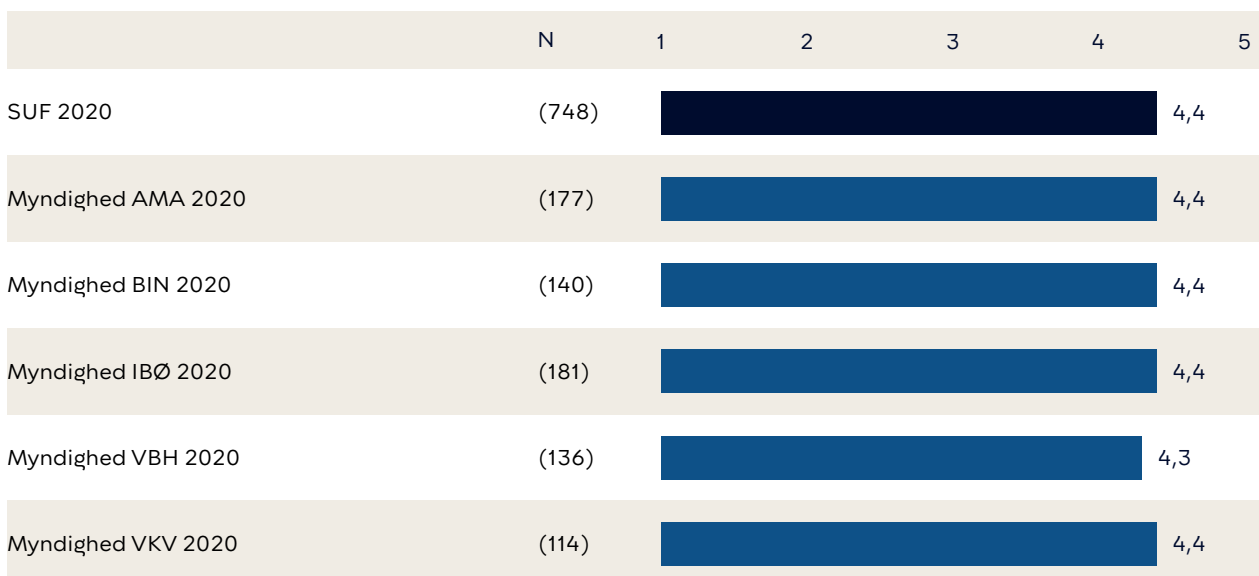 N 1 2 3 4 5
SUF 2020 (748) 4,4
Myndighed AMA 2020 (177) 4,4
Myndighed BIN 2020 (140) 4,4
Myndighed IBØ 2020 (181) 4,4
Myndighed VBH 2020 (136) 4,3
Myndighed VKV 2020 (114) 4,4